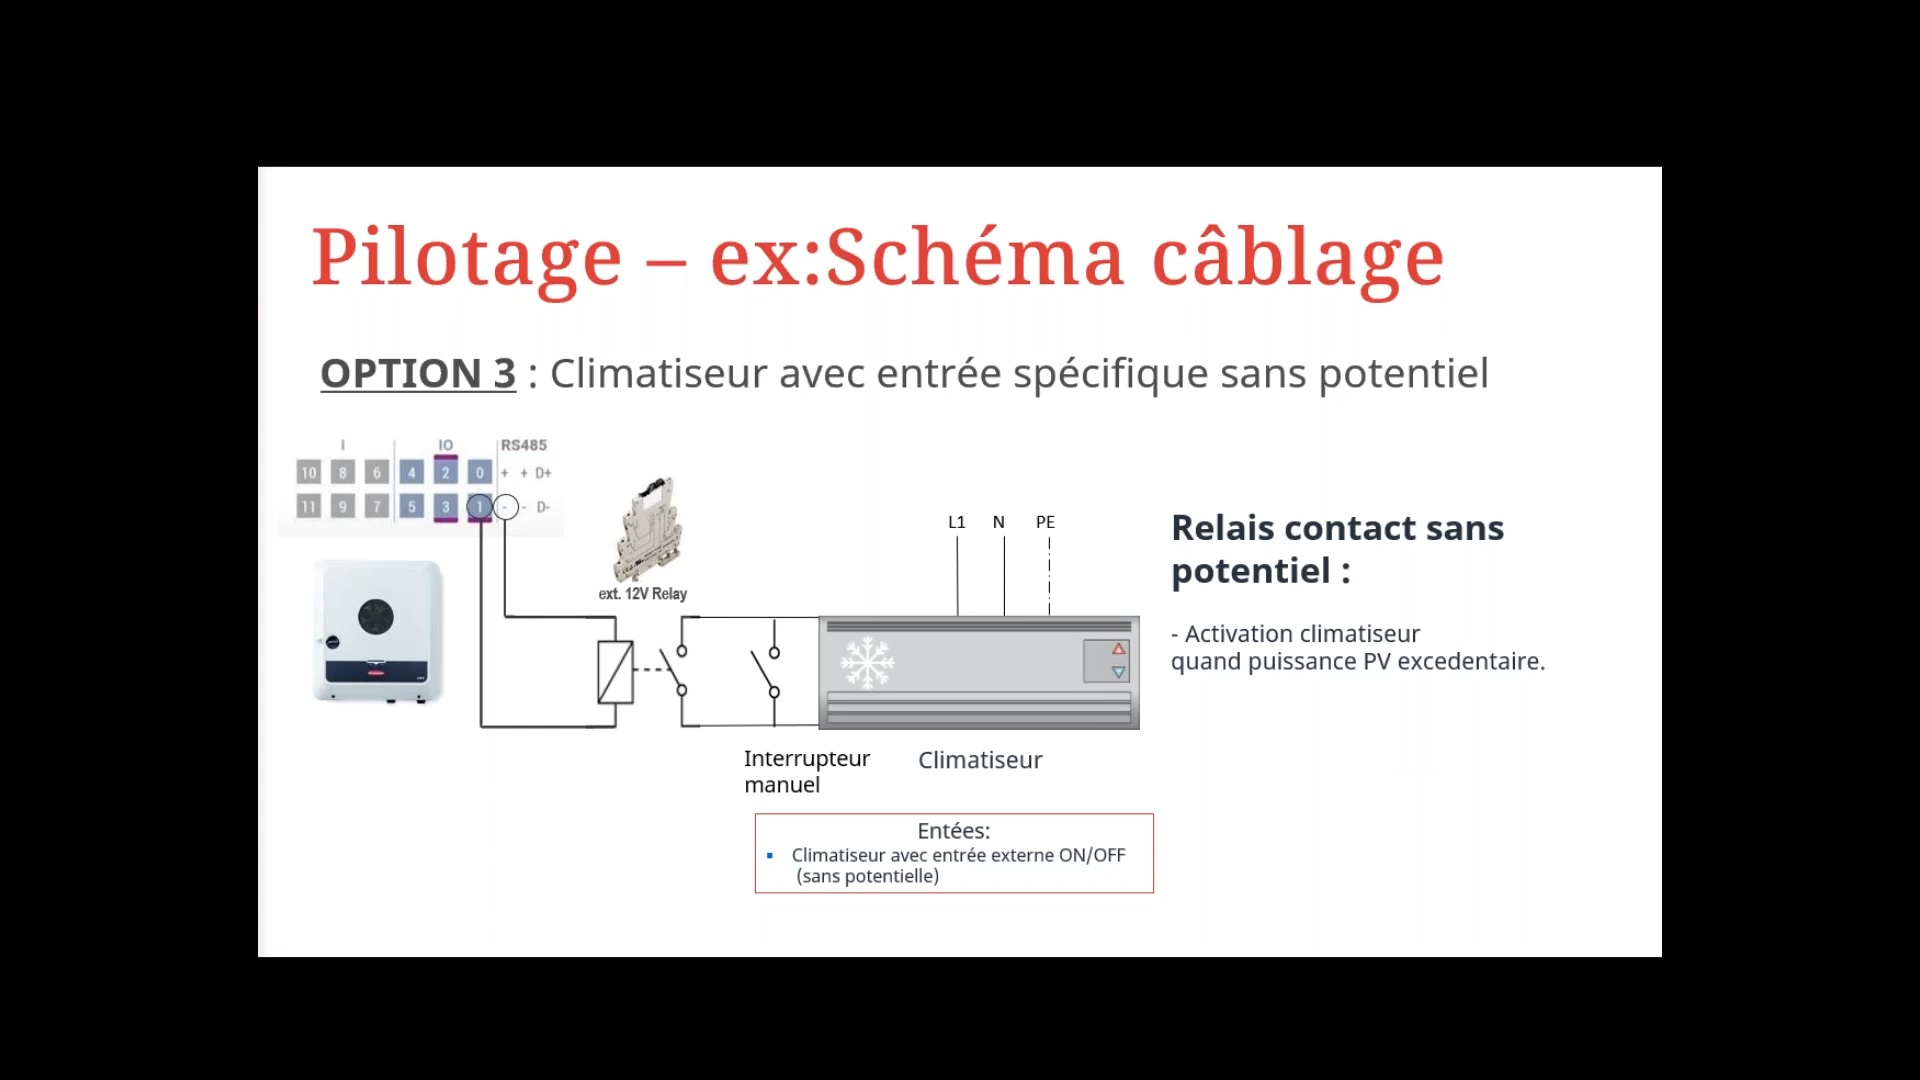 Pilotage – ex:Schéma câblage
OPTION 3 : Climatiseur avec entrée spécifique sans potentiel
I IO RS485
10 8 6 4 2 0 + + D+
11 9 7 5 3 1 - - D-
ext. 12V Relay
L1 N PE
Relais contact sans
potentiel :
- Activation climatiseur
quand puissance PV excedentaire.
Interrupteur
manuel
Climatiseur
Entées:
▪ Climatiseur avec entrée externe ON/OFF
(sans potentielle)